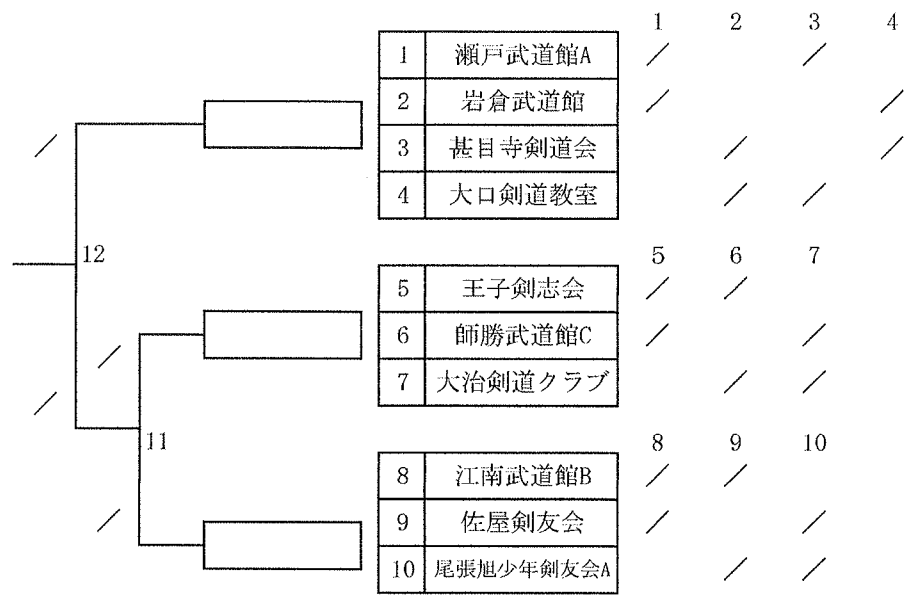 1 2 3 4
1 瀬戸武道館A ／ ／
2 岩倉武道館 ／ ／
3 甚目寺剣道会 ／ ／
4 大口剣道教室 ／ ／
／
12
5 6 7
5 王子剣志会 ／ ／
6 師勝武道館C ／ ／
7 大治剣道クラブ ／ ／
／
／
11
8 9 10
8 江南武道館B ／ ／
9 佐屋剣友会 ／ ／
10 尾張旭少年剣友会A ／ ／
／